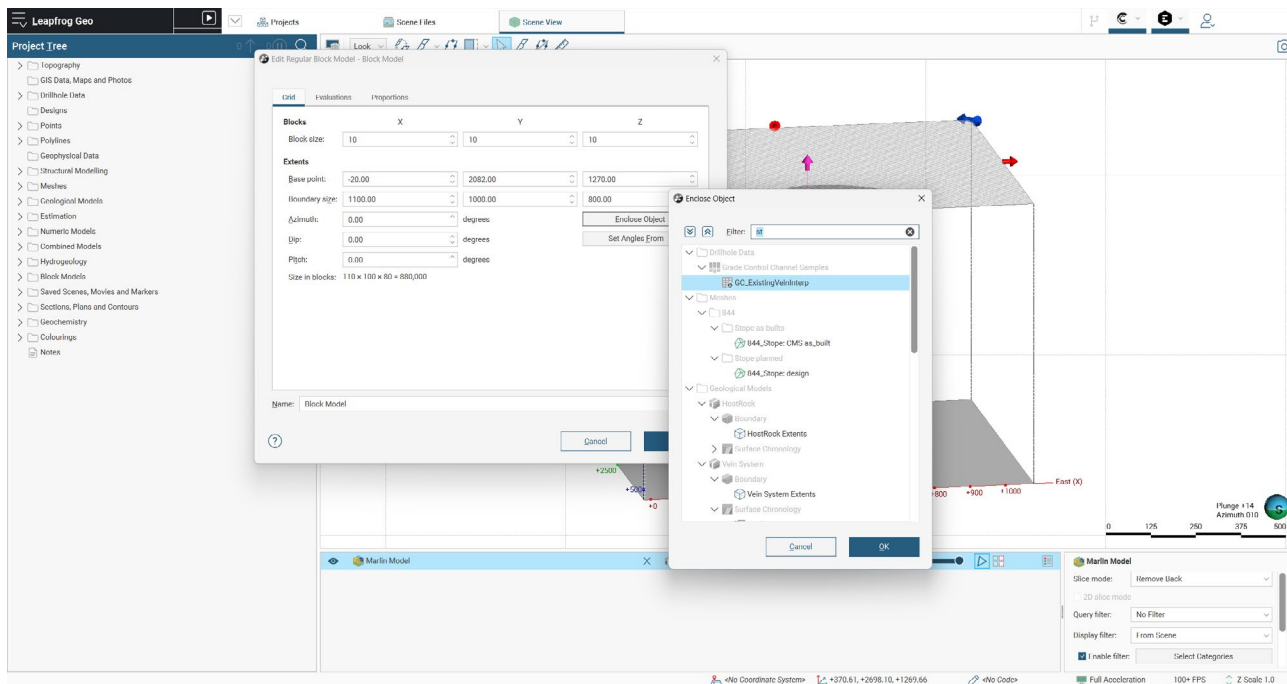 Leapfrog Geo
Projects
Scene Files
Scene View
Project Tree
Look
Topography
GIS Data, Maps and Photos
Drillhole Data
Designs
Points
Polylines
Geophysical Data
Structural Modelling
Meshes
Geological Models
Estimation
Numeric Models
Combined Models
Hydrogeology
Block Models
Saved Scenes, Movies and Markers
Sections, Plans and Contours
Geochemistry
Colourings
Notes
Edit Regular Block Model - Block Model
Grid Evaluations Proportions
Blocks X Y Z
Block size: 10 10 10
Extents
Base point: -20.00 2082.00 1270.00
Boundary size: 1100.00 1000.00 800.00
Azimuth: 0.00 degrees Enclose Object
Dip: 0.00 degrees Set Angles From
Pitch: 0.00 degrees
Size in blocks: 110 × 100 × 80 = 880,000
Name: Block Model
Cancel
Enclose Object
Filter: st
Drillhole Data
Grade Control Channel Samples
GC_ExistingVeinInterp
Meshes
844
Stope as builts
844_Stope: CMS as_built
Stope planned
844_Stope: design
Geological Models
HostRock
Boundary
HostRock Extents
Surface Chronology
Vein System
Boundary
Vein System Extents
Surface Chronology
Cancel OK
+2500
+500
+0
+800 +900 +1000
East (X)
Plunge +14
Azimuth 010
0 125 250 375 500
Marlin Model
Marlin Model
Slice mode: Remove Back
2D slice mode
Query filter: No Filter
Display filter: From Scene
Enable filter: Select Categories
<No Coordinate System> +370.61, +2698.10, +1269.66 <No Code> Full Acceleration 100+ FPS Z Scale 1.0